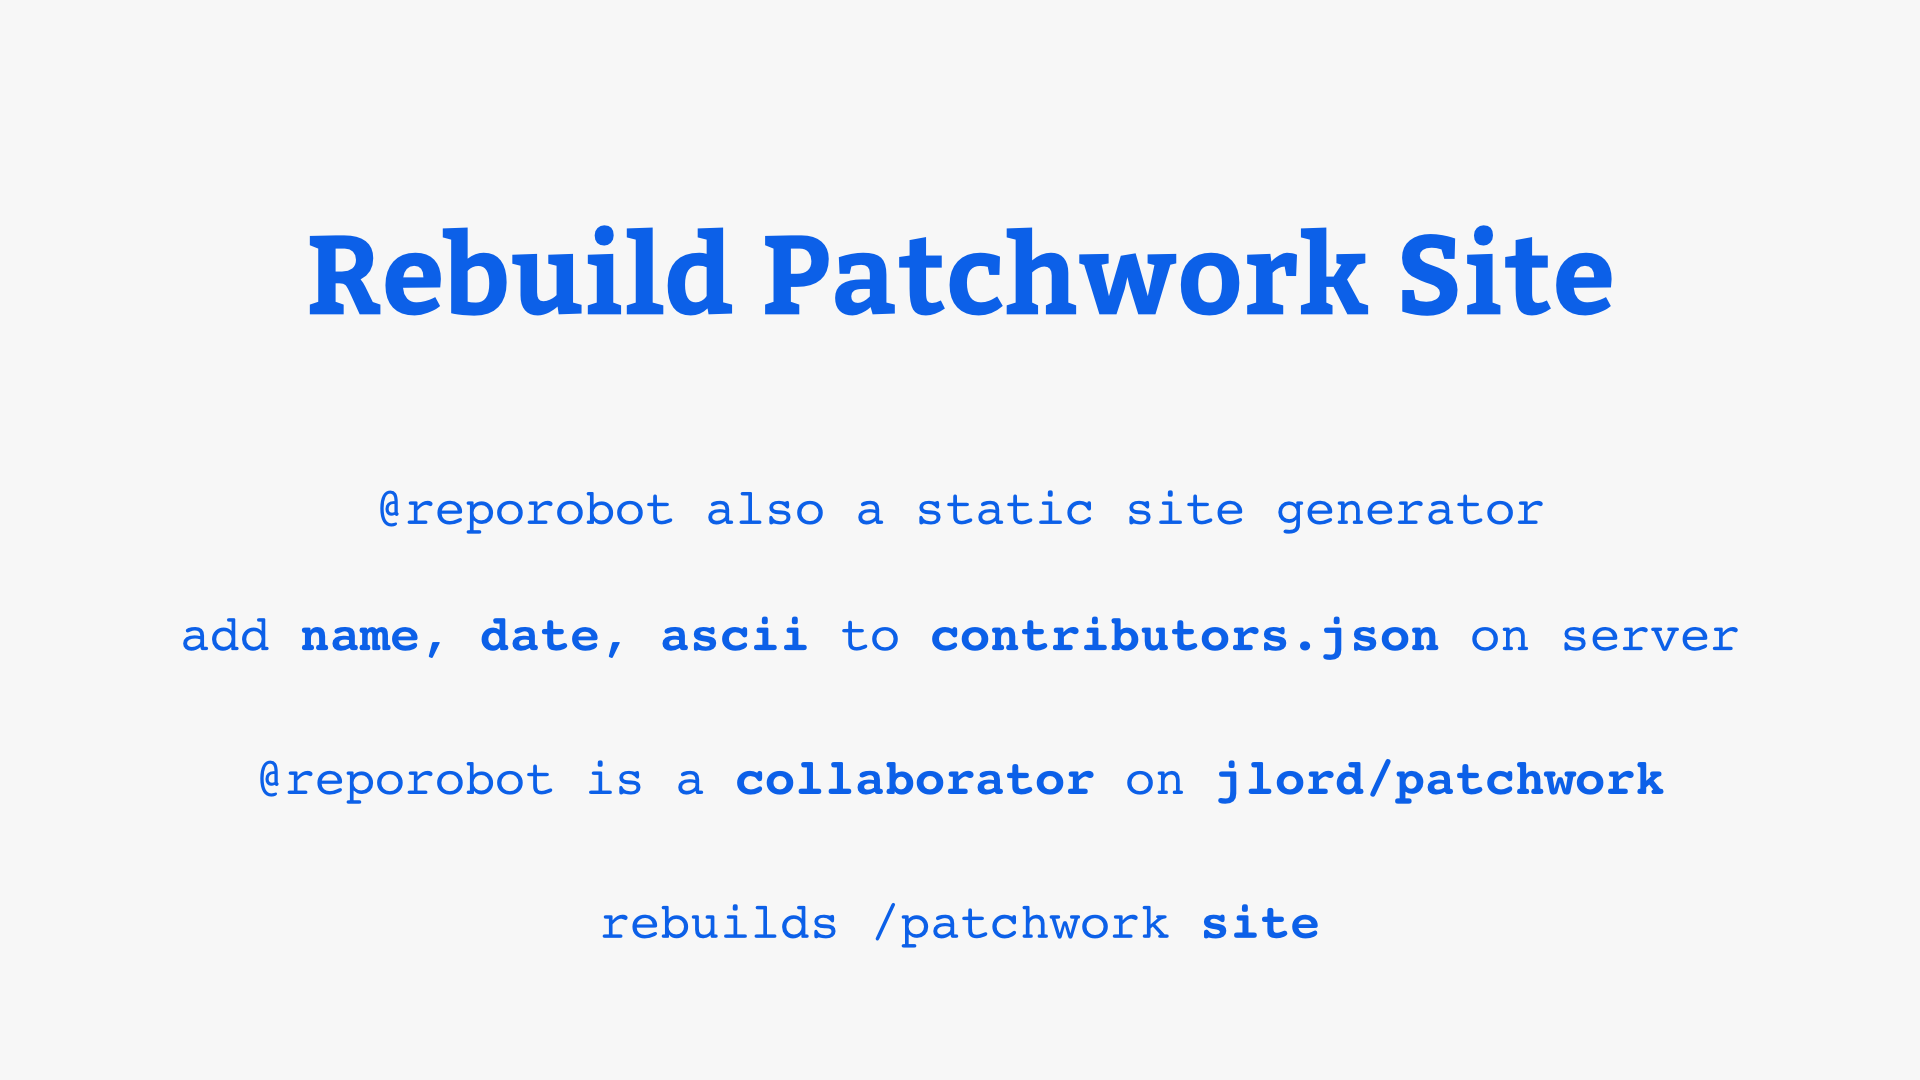 Rebuild Patchwork Site
@reporobot also a static site generator
add name, date, ascii to contributors.json on server
@reporobot is a collaborator on jlord/patchwork
rebuilds /patchwork site